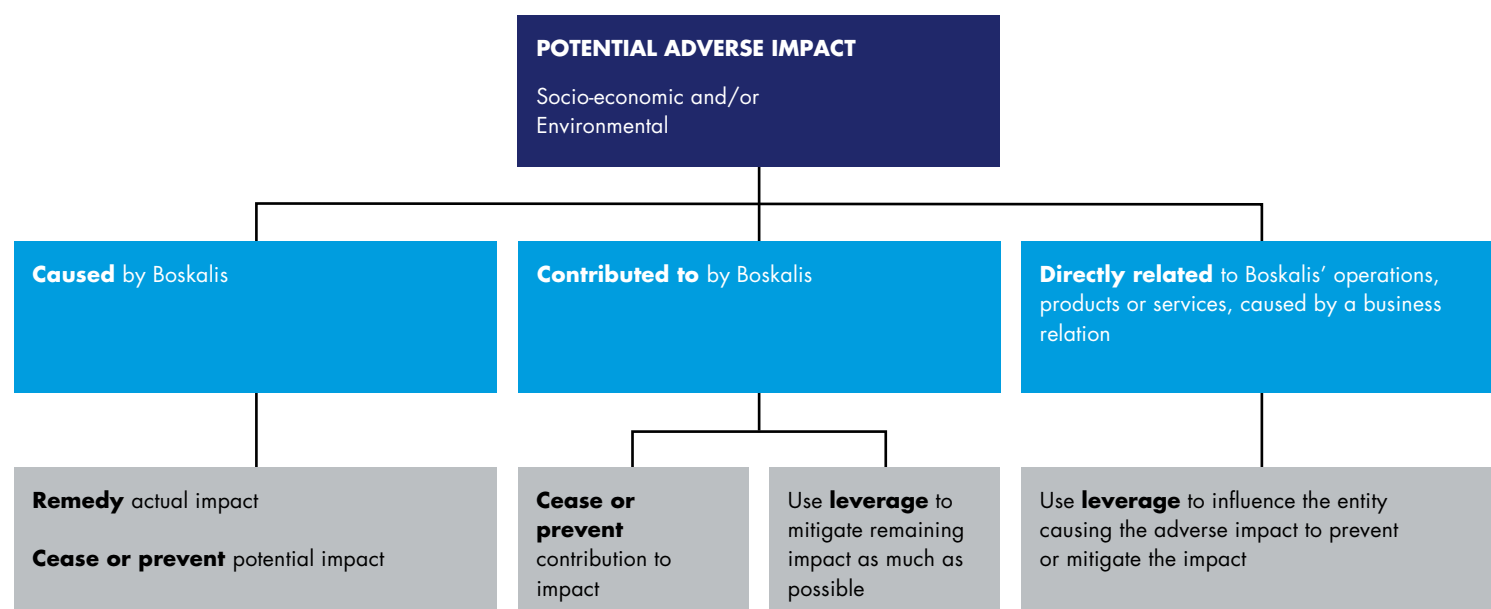 POTENTIAL ADVERSE IMPACT
Socio-economic and/or
Environmental
Caused by Boskalis
Contributed to by Boskalis
Directly related to Boskalis’ operations,
products or services, caused by a business
relation
Remedy actual impact
Cease or prevent potential impact
Cease or
prevent
contribution to
impact
Use leverage to
mitigate remaining
impact as much as
possible
Use leverage to influence the entity
causing the adverse impact to prevent
or mitigate the impact